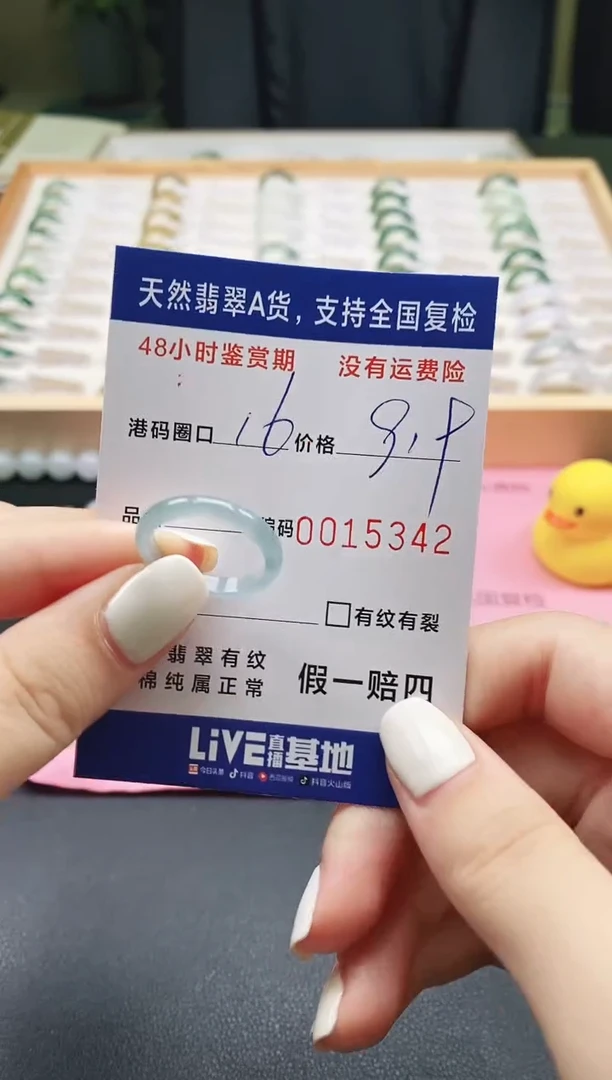 天然翡翠A货，支持全国复检
48小时鉴赏期 没有运费险
港码圈口 16 价格
品 编码0015342
有纹有裂
翡翠有纹
棉纯属正常 假一赔四
LiVE直播基地
今日头条 抖音 西瓜视频 抖音火山版